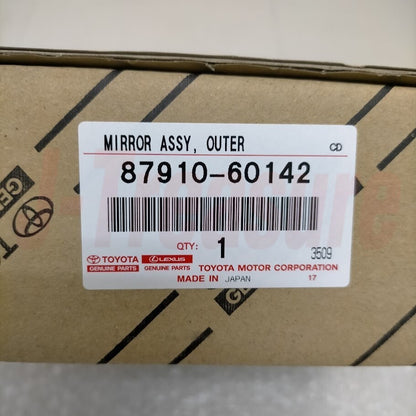 MIRROR ASSY, OUTER CD
87910-60142
QTY: 1 3509
TOYOTA LEXUS
GENUINE PARTS GENUINE PARTS TOYOTA MOTOR CORPORATION
MADE IN JAPAN 17